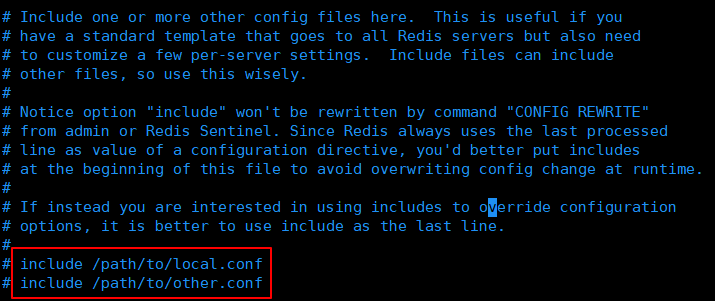 # Include one or more other config files here.  This is useful if you
# have a standard template that goes to all Redis servers but also need
# to customize a few per-server settings.  Include files can include
# other files, so use this wisely.
#
# Notice option "include" won't be rewritten by command "CONFIG REWRITE"
# from admin or Redis Sentinel. Since Redis always uses the last processed
# line as value of a configuration directive, you'd better put includes
# at the beginning of this file to avoid overwriting config change at runtime.
#
# If instead you are interested in using includes to override configuration
# options, it is better to use include as the last line.
#
# include /path/to/local.conf
# include /path/to/other.conf